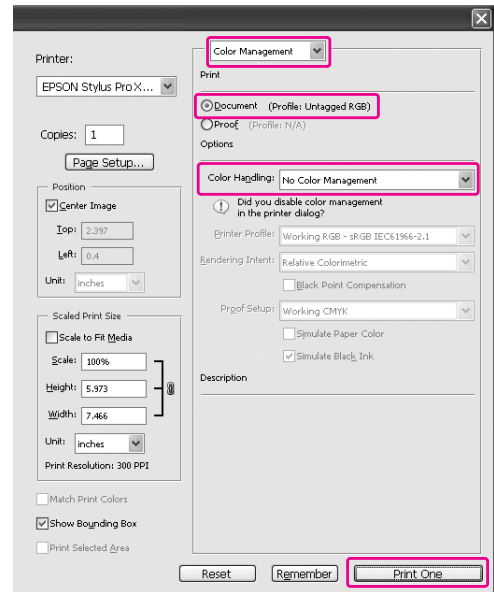 Printer:
EPSON Stylus Pro X...
Copies: 1
Page Setup...
Position
Center Image
Top: 2.397
Left: 0.4
Unit: inches
Scaled Print Size
Scale to Fit Media
Scale: 100%
Height: 5.973
Width: 7.466
Unit: inches
Print Resolution: 300 PPI
Match Print Colors
Show Bounding Box
Print Selected Area
Color Management
Print
Document (Profile: Untagged RGB)
Proof (Profile: N/A)
Options
Color Handling: No Color Management
Did you disable color management
in the printer dialog?
Printer Profile: Working RGB - sRGB IEC61966-2.1
Rendering Intent: Relative Colorimetric
Black Point Compensation
Proof Setup: Working CMYK
Simulate Paper Color
Simulate Black Ink
Description
Reset Remember Print One